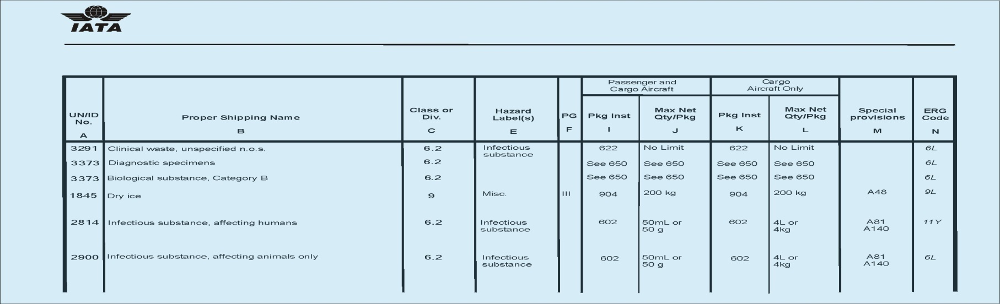 IATA
Passenger and
Cargo Aircraft
Cargo
Aircraft Only
UN/ID
No.
A
Proper Shipping Name
B
Class or
Div.
C
Hazard
Label(s)
E
PG
F
Pkg Inst
I
Max Net
Qty/Pkg
J
Pkg Inst
K
Max Net
Qty/Pkg
L
Special
provisions
M
ERG
Code
N
3291 Clinical waste, unspecified n.o.s. 6.2 Infectious substance 622 No Limit 622 No Limit 6L
3373 Diagnostic specimens 6.2 See 650 See 650 See 650 See 650 6L
3373 Biological substance, Category B 6.2 See 650 See 650 See 650 See 650 6L
1845 Dry ice 9 Misc. III 904 200 kg 904 200 kg A48 9L
2814 Infectious substance, affecting humans 6.2 Infectious substance 602 50mL or 50 g 602 4L or 4kg A81 A140 11Y
2900 Infectious substance, affecting animals only 6.2 Infectious substance 602 50mL or 50 g 602 4L or 4kg A81 A140 6L